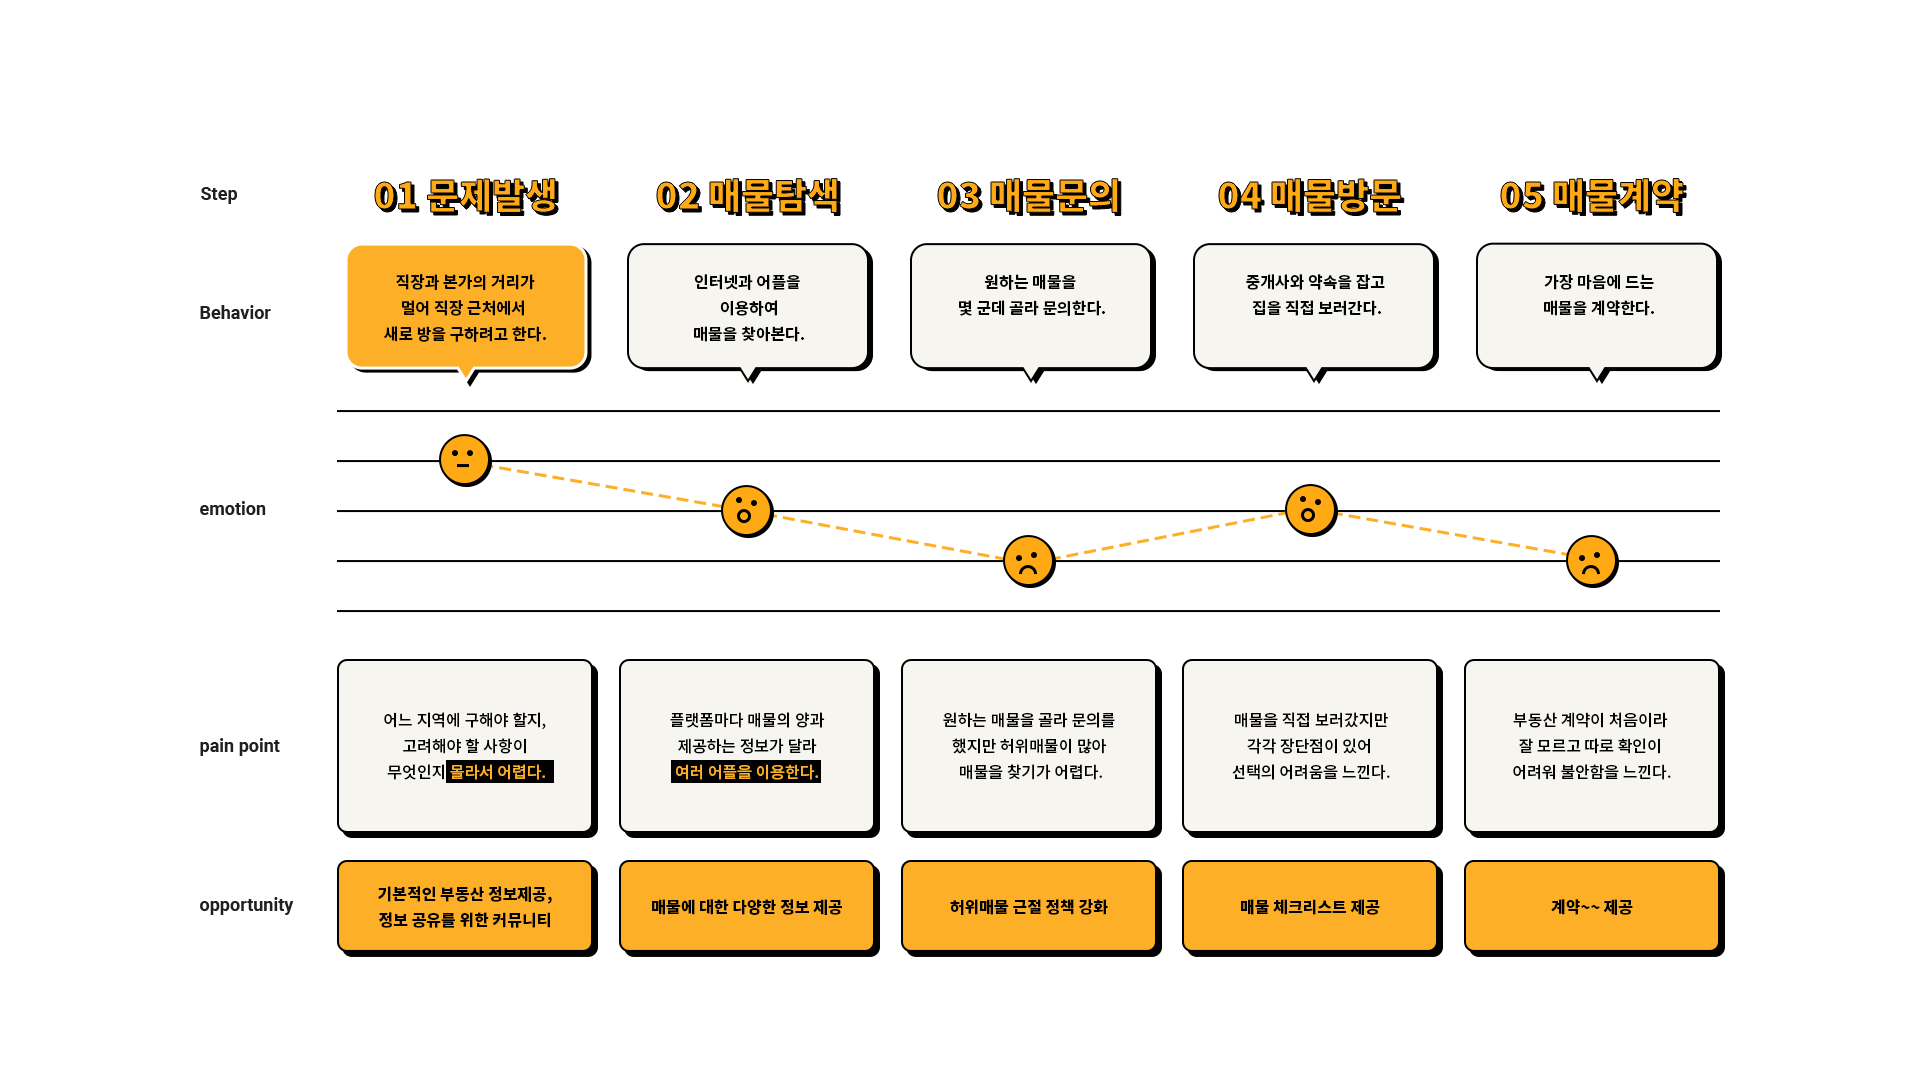 Step
01 문제발생
02 매물탐색
03 매물문의
04 매물방문
05 매물계약
Behavior
직장과 본가의 거리가
멀어 직장 근처에서
새로 방을 구하려고 한다.
인터넷과 어플을
이용하여
매물을 찾아본다.
원하는 매물을
몇 군데 골라 문의한다.
중개사와 약속을 잡고
집을 직접 보러간다.
가장 마음에 드는
매물을 계약한다.
emotion
pain point
어느 지역에 구해야 할지,
고려해야 할 사항이
무엇인지 몰라서 어렵다.
플랫폼마다 매물의 양과
제공하는 정보가 달라
여러 어플을 이용한다.
원하는 매물을 골라 문의를
했지만 허위매물이 많아
매물을 찾기가 어렵다.
매물을 직접 보러갔지만
각각 장단점이 있어
선택의 어려움을 느낀다.
부동산 계약이 처음이라
잘 모르고 따로 확인이
어려워 불안함을 느낀다.
opportunity
기본적인 부동산 정보제공,
정보 공유를 위한 커뮤니티
매물에 대한 다양한 정보 제공
허위매물 근절 정책 강화
매물 체크리스트 제공
계약~~ 제공